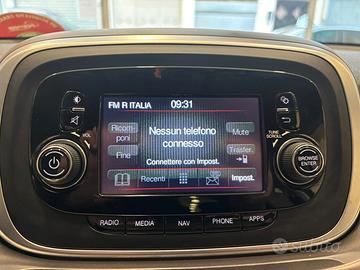 FM R ITALIA 09:31
Ricom-
poni
Nessun telefono
connesso
Mute
Fine
Connettere con Impost.
Trasfer.
Recenti
Impost.
VOL
TUNE
SCROLL
BROWSE
ENTER
RADIO MEDIA NAV PHONE APPS
subito